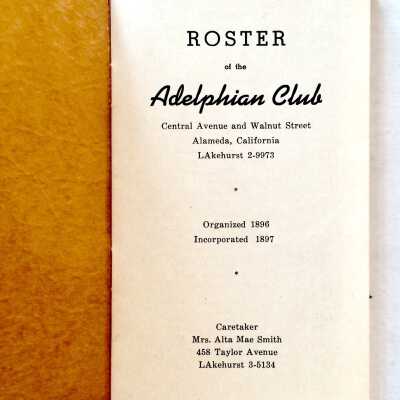 ROSTER
of the
Adelphian Club
Central Avenue and Walnut Street
Alameda, California
LAkehurst 2-9973
*
Organized 1896
Incorporated 1897
*
Caretaker
Mrs. Alta Mae Smith
458 Taylor Avenue
LAkehurst 3-5134